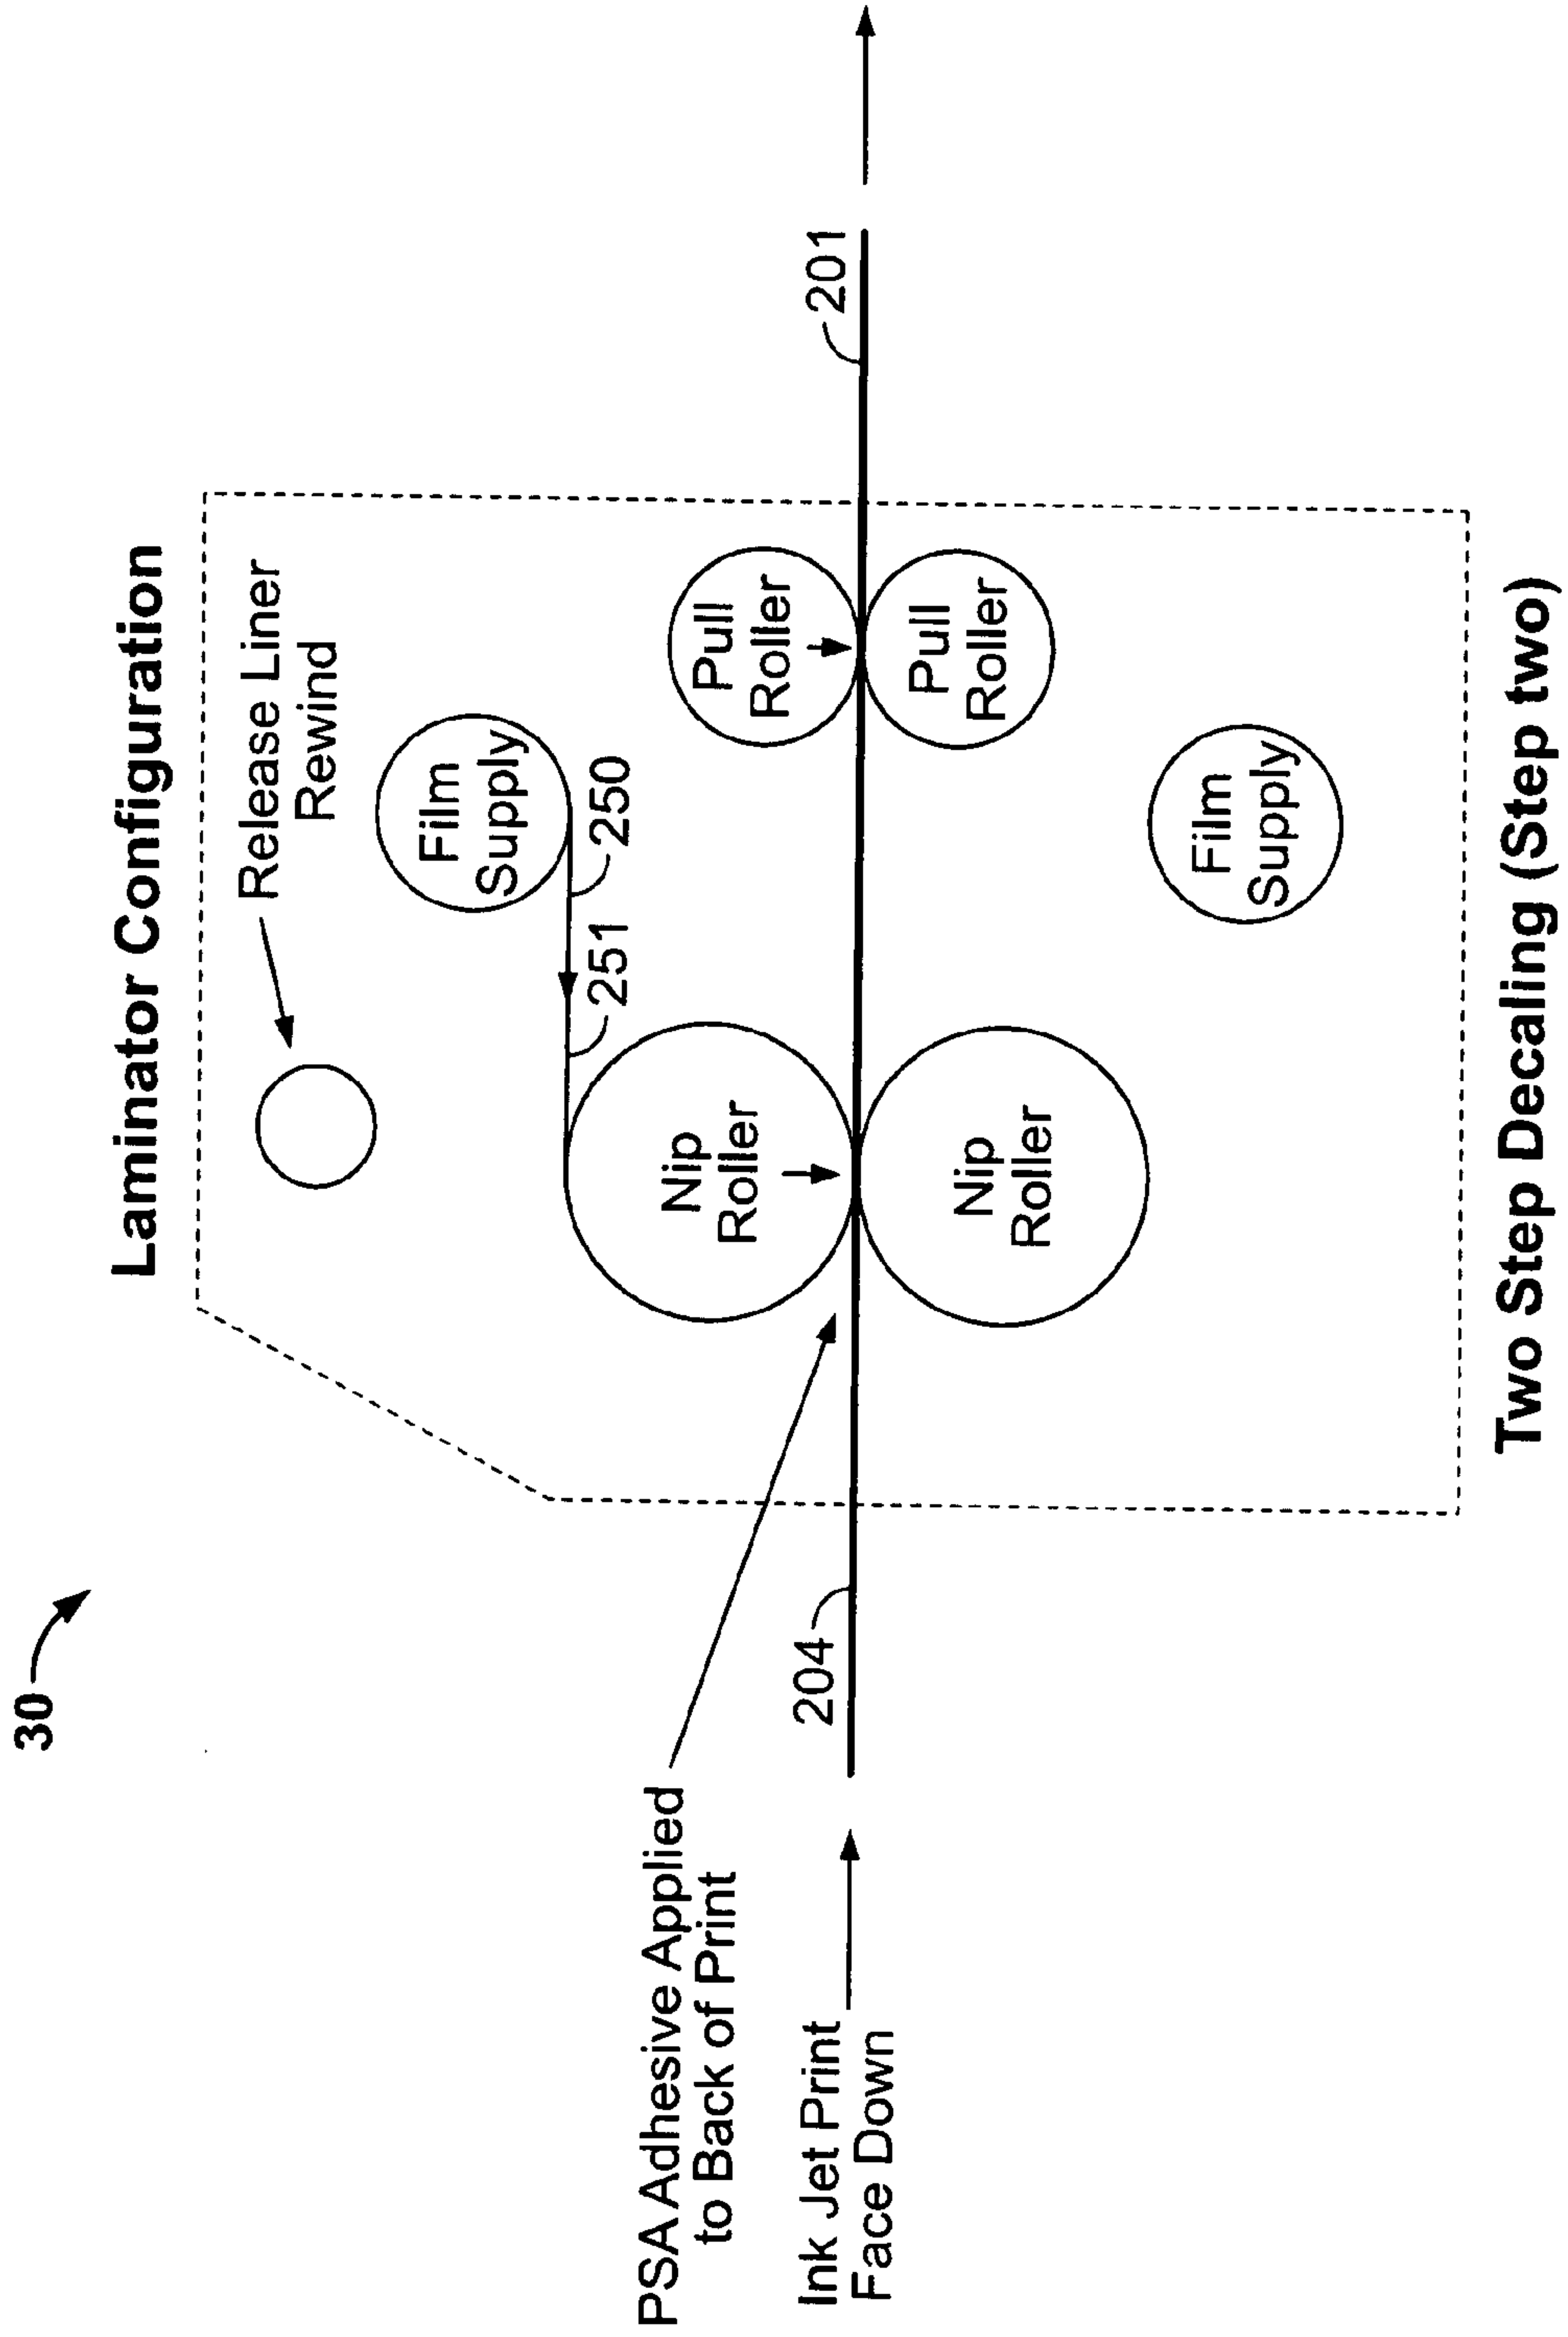 30
Laminator Configuration
Release Liner
Rewind
Film
Supply
250
251
Nip
Roller
Pull
Roller
201
PSA Adhesive Applied
to Back of Print
204
Ink Jet Print
Face Down
Nip
Roller
Pull
Roller
Film
Supply
Two Step Decaling (Step two)